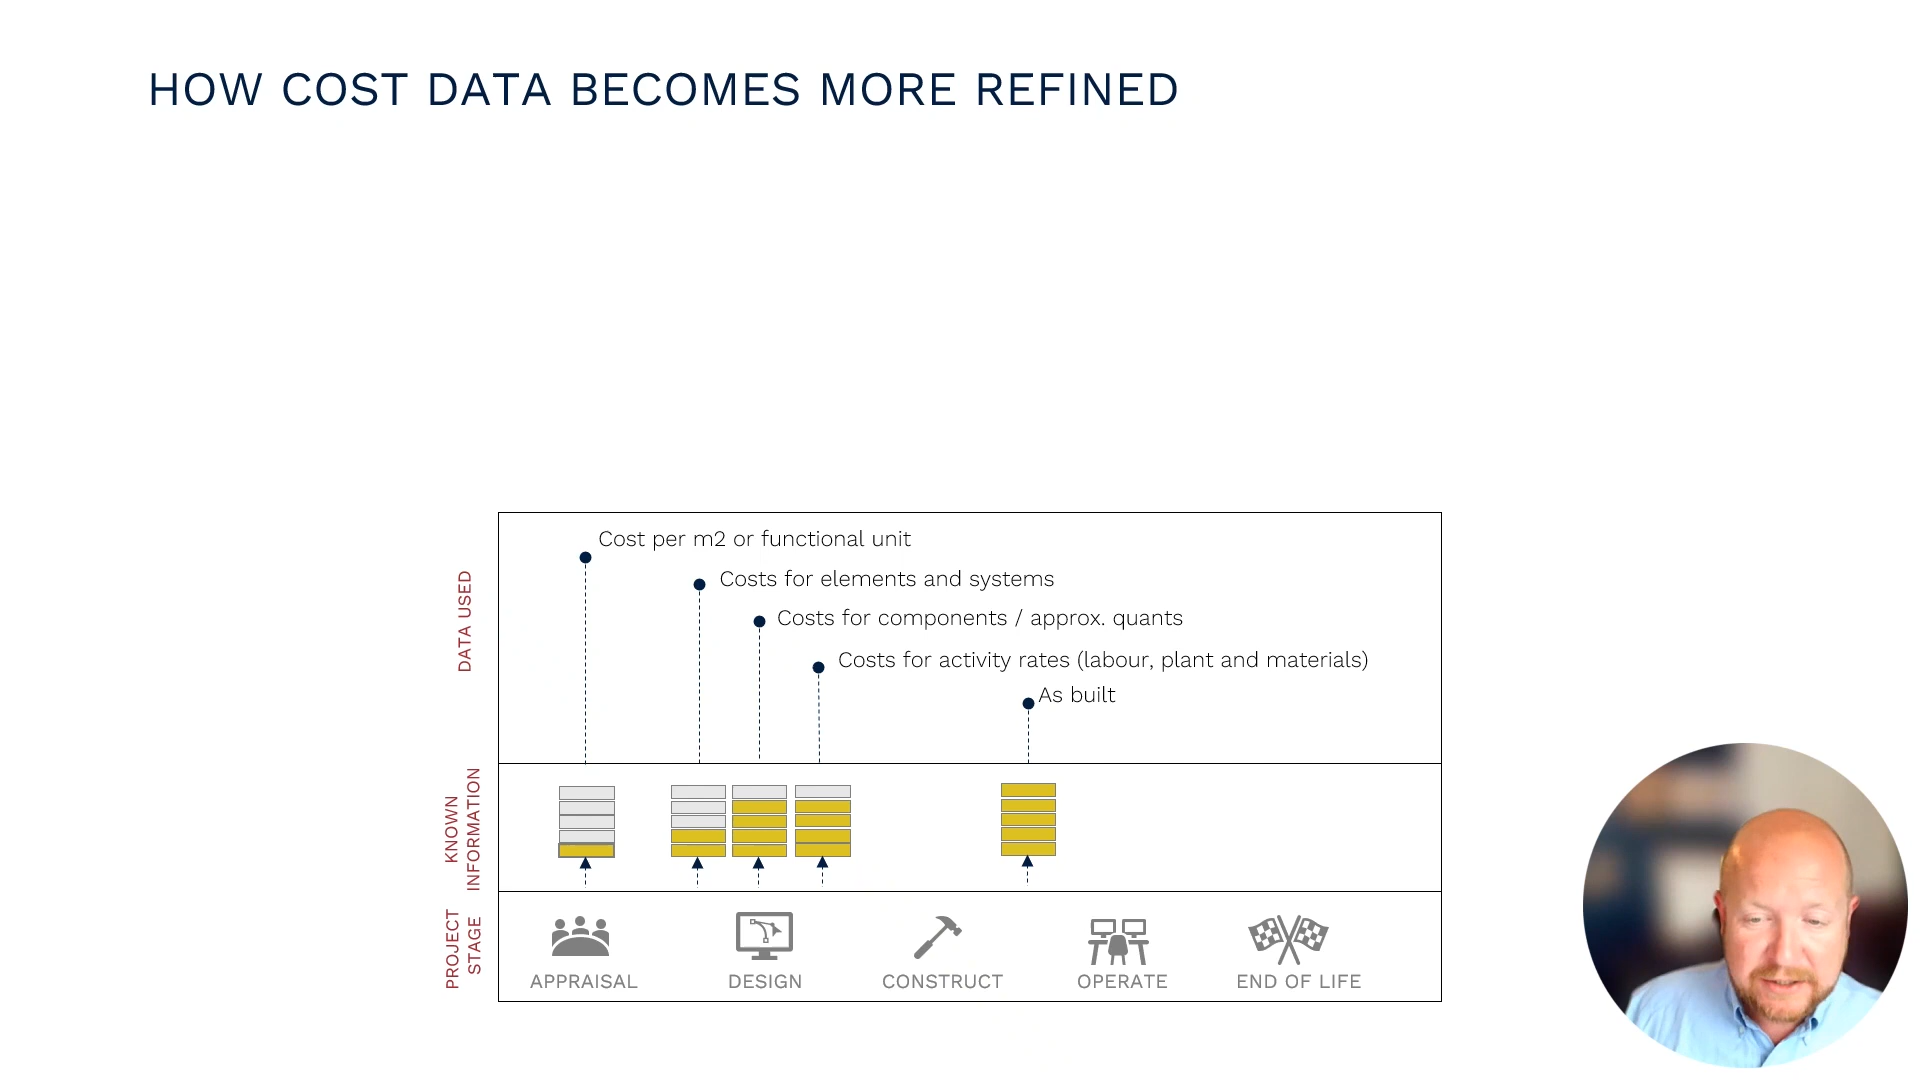 HOW COST DATA BECOMES MORE REFINED
DATA USED
Cost per m2 or functional unit
Costs for elements and systems
Costs for components / approx. quants
Costs for activity rates (labour, plant and materials)
As built
KNOWN
INFORMATION
PROJECT
STAGE
APPRAISAL
DESIGN
CONSTRUCT
OPERATE
END OF LIFE